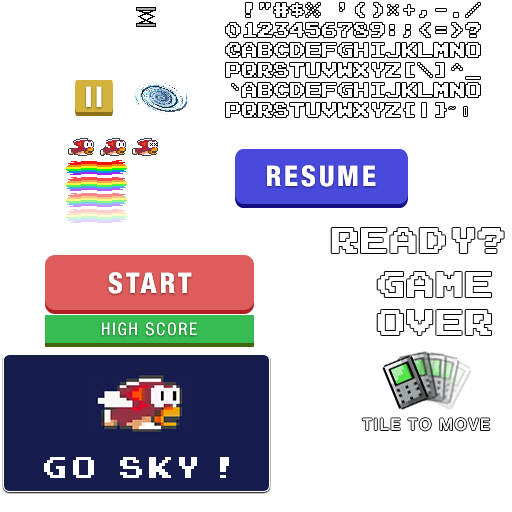 !"#$% '()*+,-./
0123456789:;<=>?
@ABCDEFGHIJKLMNO
PQRSTUVWXYZ[\]^_
`ABCDEFGHIJKLMNO
PQRSTUVWXYZ{|}~
RESUME
READY?
GAME
OVER
START
HIGH SCORE
GO SKY!
TILE TO MOVE